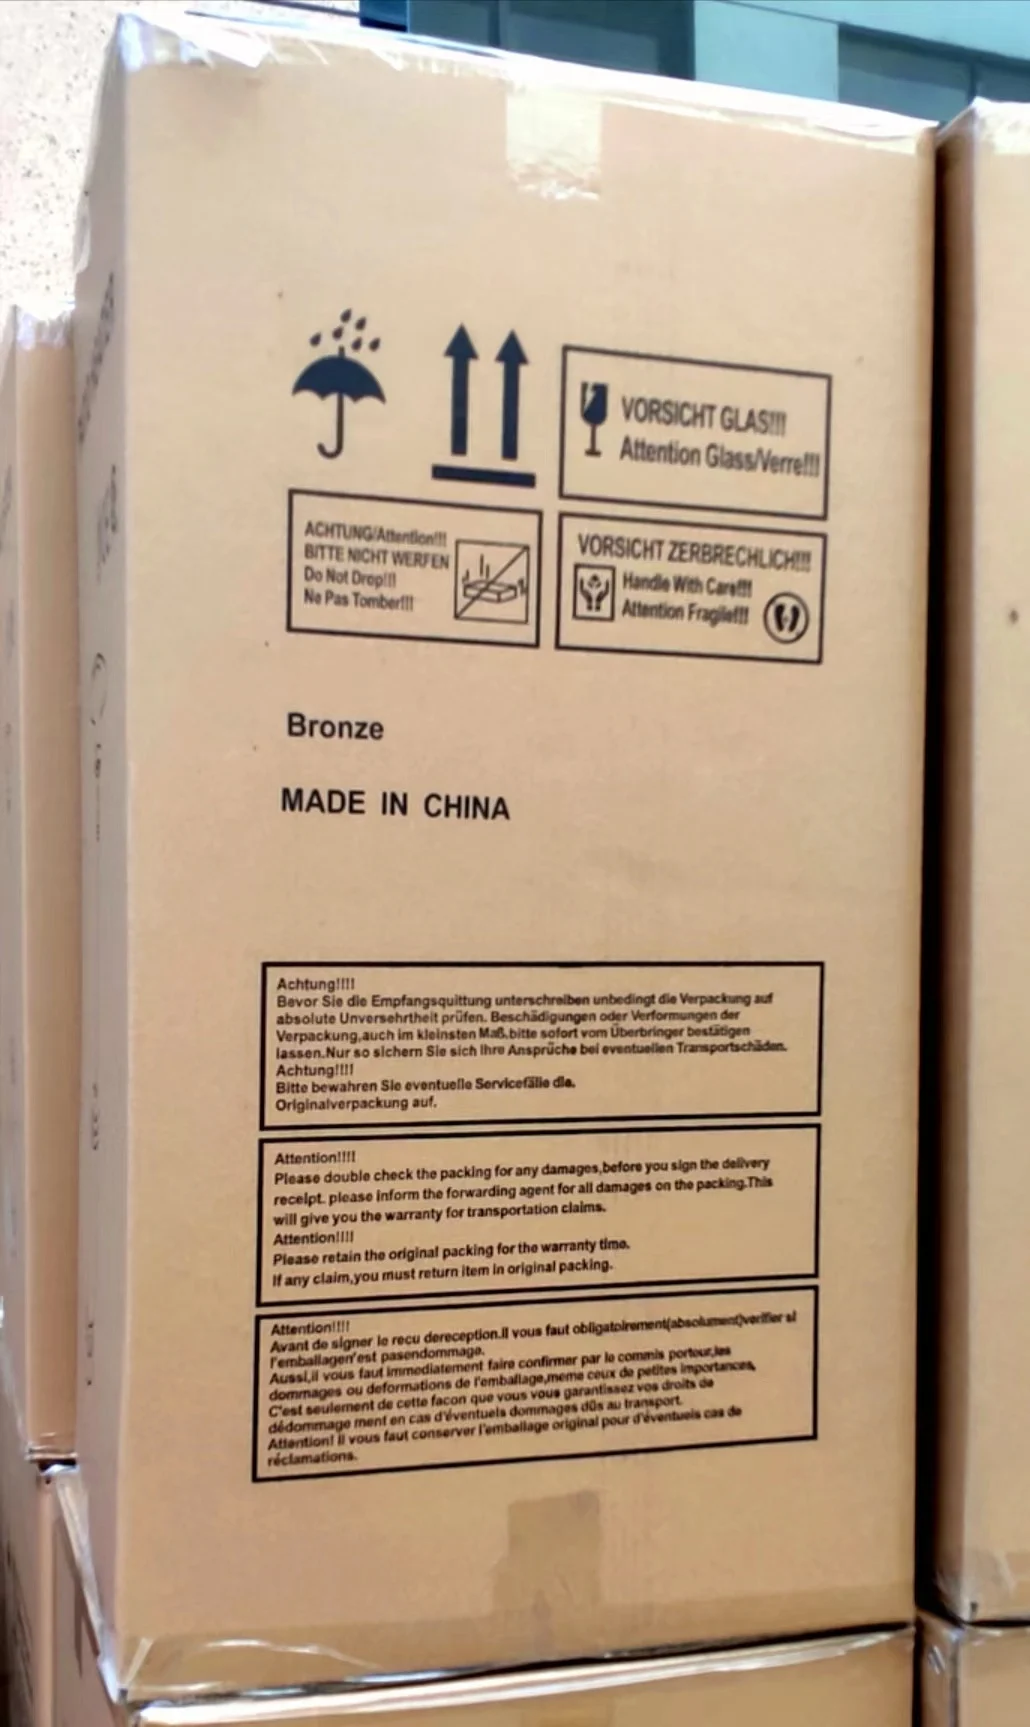 VORSICHT GLAS!!!
Attention Glass/Verre!!!
ACHTUNG/Attention!!!
BITTE NICHT WERFEN
Do Not Drop!!!
Ne Pas Tomber!!!
VORSICHT ZERBRECHLICH!!!
Handle With Care!!!
Attention Fragile!!!
Bronze
MADE IN CHINA
Achtung!!!!
Bevor Sie die Empfangsquittung unterschreiben unbedingt die Verpackung auf
absolute Unversehrtheit prüfen. Beschädigungen oder Verformungen der
Verpackung,auch im kleinsten Maß,bitte sofort vom Überbringer bestätigen
lassen.Nur so sichern Sie sich Ihre Ansprüche bei eventuellen Transportschäden.
Achtung!!!!
Bitte bewahren Sie eventuelle Servicefälle die.
Originalverpackung auf.
Attention!!!!
Please double check the packing for any damages,before you sign the delivery
receipt. please inform the forwarding agent for all damages on the packing.This
will give you the warranty for transportation claims.
Attention!!!!
Please retain the original packing for the warranty time.
If any claim,you must return item in original packing.
Attention!!!!
Avant de signer le recu dereception.il vous faut obligatoirement(absolument)verifier si
l'emballagen'est pasendommage.
Aussi,il vous faut immediatement faire confirmer par le commis porteur,les
dommages ou deformations de l'emballage,meme ceux de petites importances,
C'est seulement de cette facon que vous vous garantissez vos droits de
dédommage ment en cas d'éventuels dommages dûs au transport.
Attention! il vous faut conserver l'emballage original pour d'éventuels cas de
réclamations.